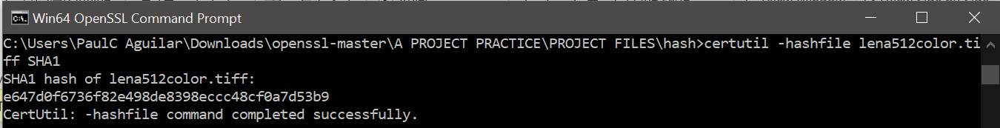 Win64 OpenSSL Command Prompt
C:\Users\PaulC Aguilar\Downloads\openssl-master\A PROJECT PRACTICE\PROJECT FILES\hash>certutil -hashfile lena512color.ti
ff SHA1
SHA1 hash of lena512color.tiff:
e647d0f6736f82e498de8398eccc48cf0a7d53b9
CertUtil: -hashfile command completed successfully.